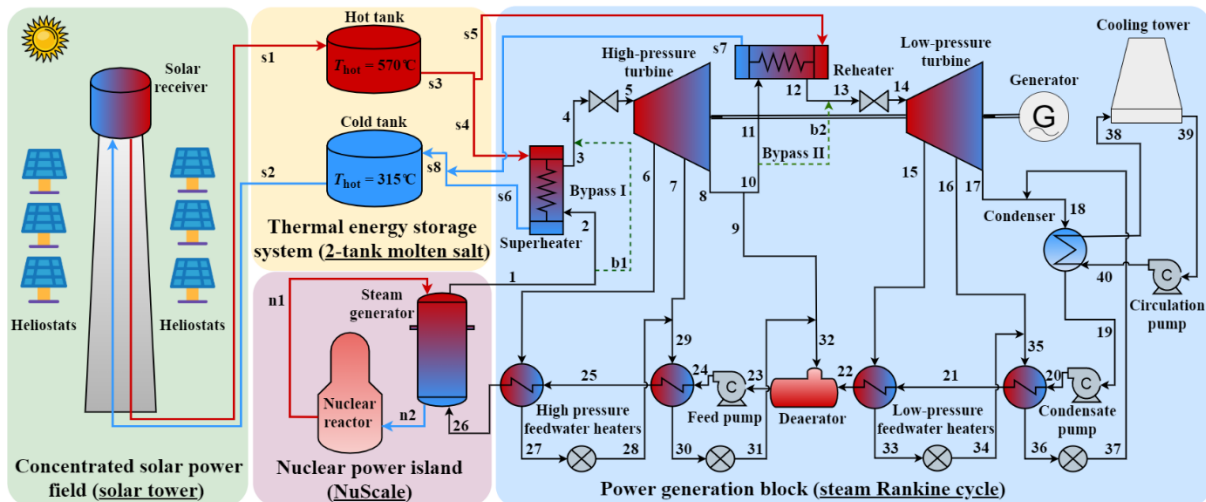 Solar
receiver
Heliostats
Heliostats
Concentrated solar power
field (solar tower)
s1
s2
Hot tank
T_hot = 570℃
s3
s5
s4
Cold tank
T_hot = 315℃
s8
s6
Thermal energy storage
system (2-tank molten salt)
n1
Steam
generator
1
Nuclear
reactor
n2
26
Nuclear power island
(NuScale)
High-pressure
turbine
s7
Reheater
Low-pressure
turbine
Cooling tower
Generator
G
4
5
3
Bypass I
2
Superheater
b1
6
7
8
9
10
11
12
13
14
b2
Bypass II
15
16
17
18
Condenser
38
39
40
Circulation
pump
19
29
32
35
25
24
C
23
22
21
20
C
C
High pressure
feedwater heaters
Feed pump
Deaerator
Low-pressure
feedwater heaters
Condensate
pump
27
28
30
31
33
34
36
37
Power generation block (steam Rankine cycle)